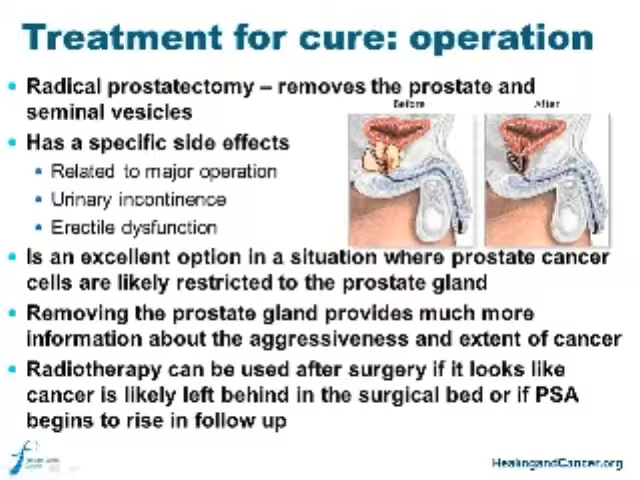 Treatment for cure: operation
• Radical prostatectomy – removes the prostate and
seminal vesicles
Before
After
• Has a specific side effects
• Related to major operation
• Urinary incontinence
• Erectile dysfunction
• Is an excellent option in a situation where prostate cancer
cells are likely restricted to the prostate gland
• Removing the prostate gland provides much more
information about the aggressiveness and extent of cancer
• Radiotherapy can be used after surgery if it looks like
cancer is likely left behind in the surgical bed or if PSA
begins to rise in follow up
HealingandCancer.org